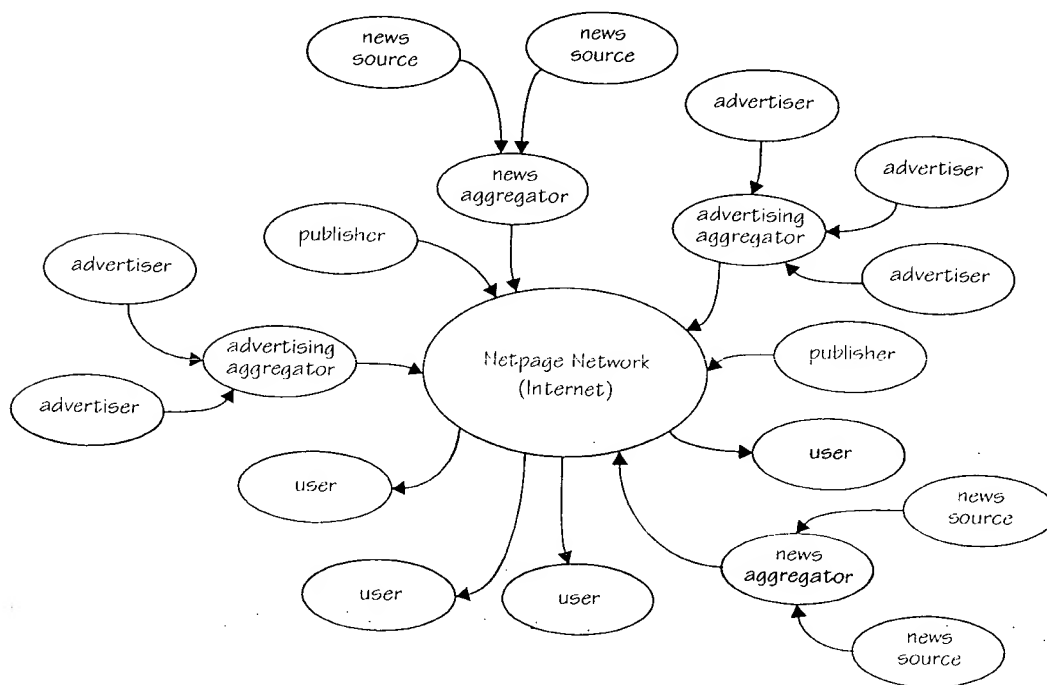 news
source
news
source
advertiser
advertiser
news
aggregator
advertising
aggregator
publisher
advertiser
advertiser
advertising
aggregator
Netpage Network
(Internet)
publisher
advertiser
user
user
news
source
news
aggregator
user
user
news
source